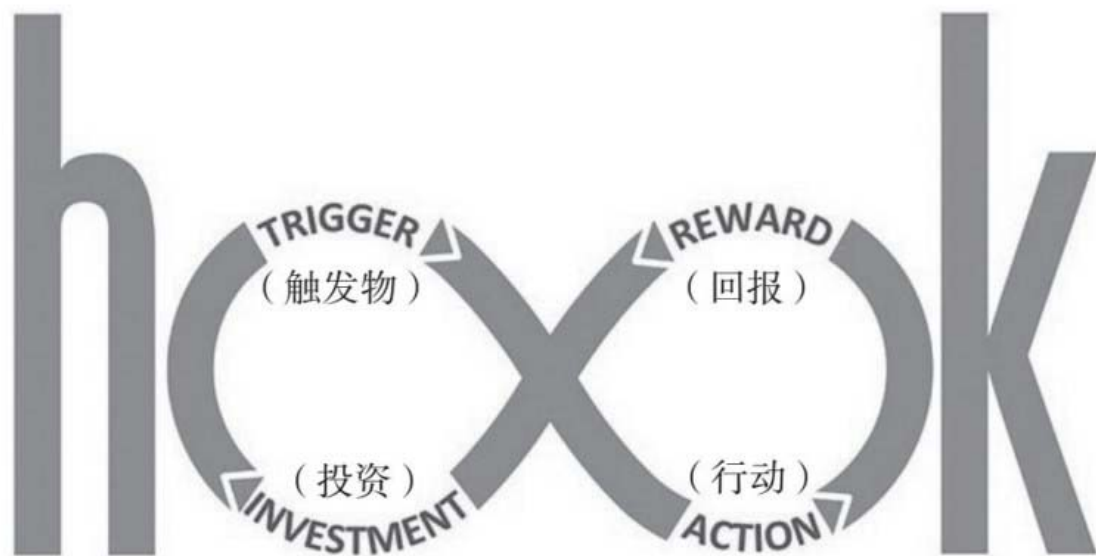 hook
TRIGGER
（触发物）
REWARD
（回报）
（投资）
INVESTMENT
（行动）
ACTION